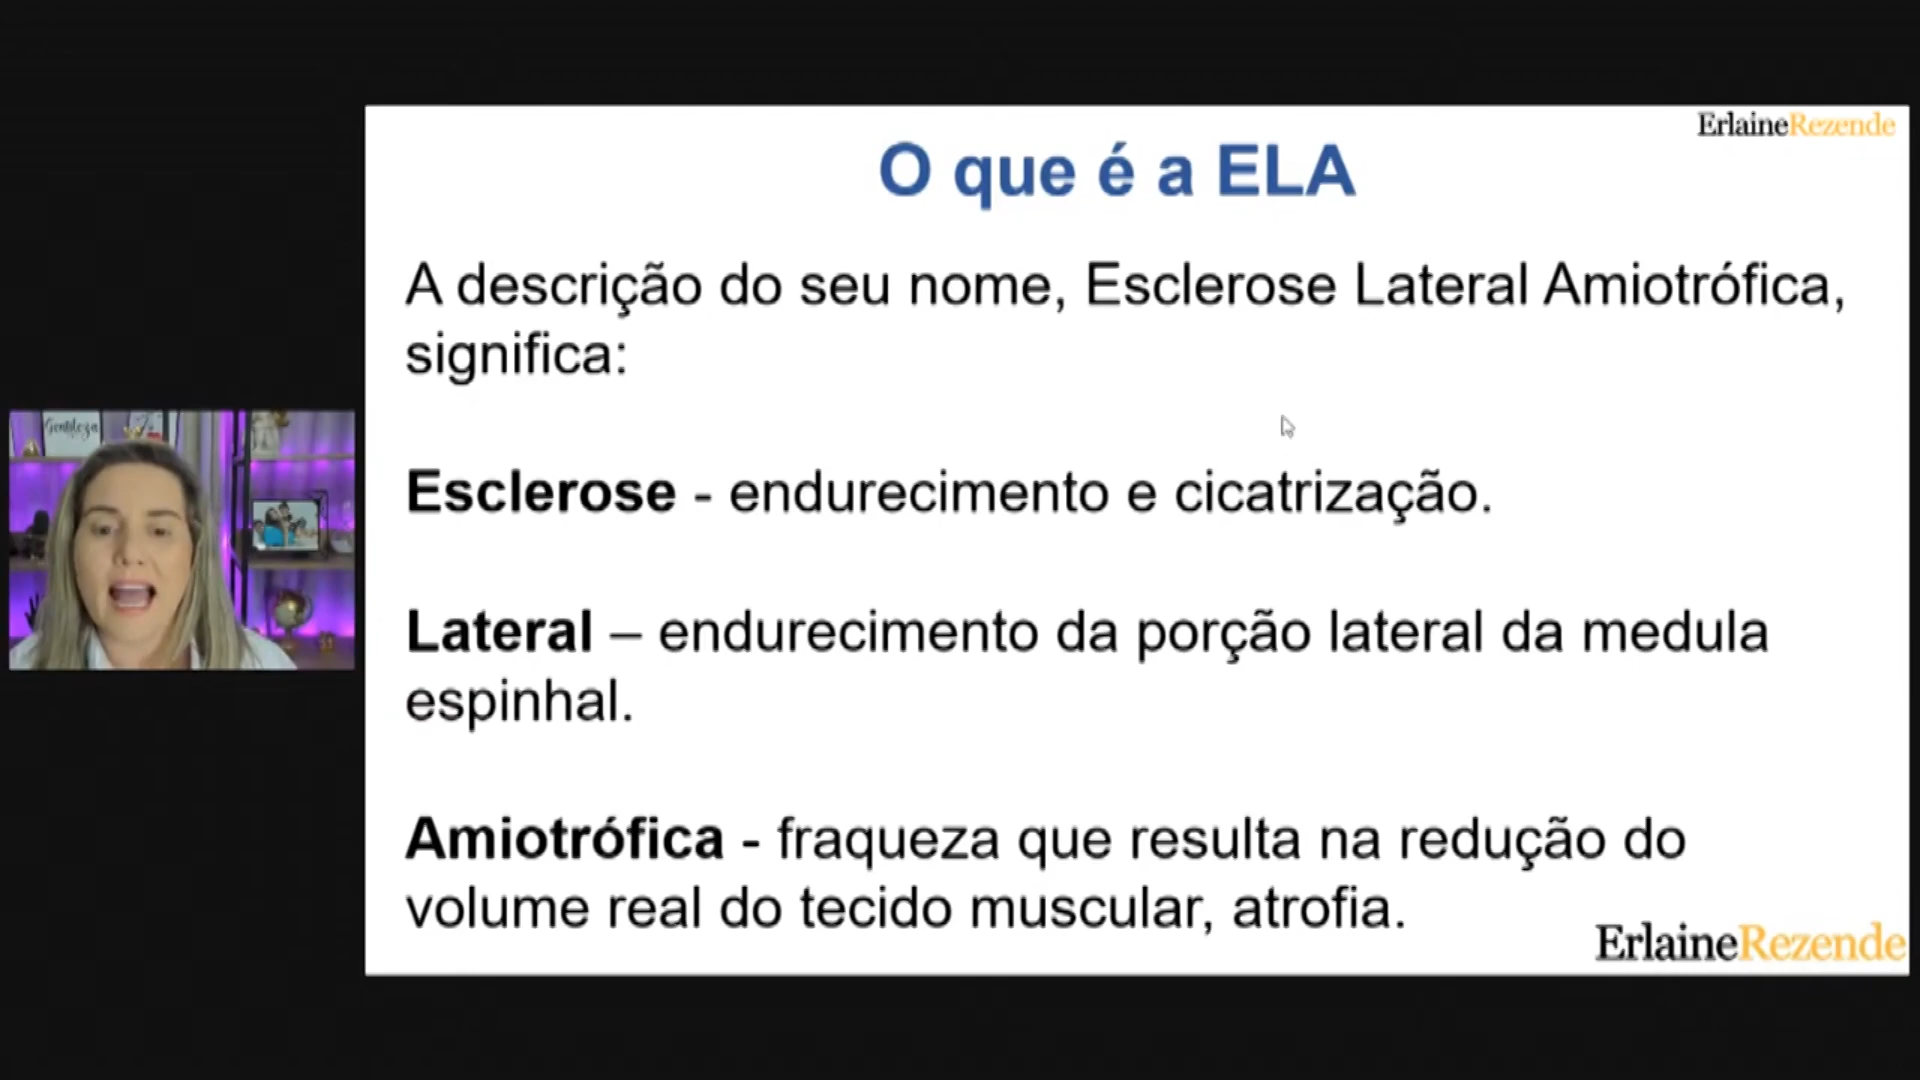 ErlaineRezende
O que é a ELA
A descrição do seu nome, Esclerose Lateral Amiotrófica,
significa:
Gentileza
Esclerose - endurecimento e cicatrização.
Lateral – endurecimento da porção lateral da medula
espinhal.
Amiotrófica - fraqueza que resulta na redução do
volume real do tecido muscular, atrofia.
ErlaineRezende